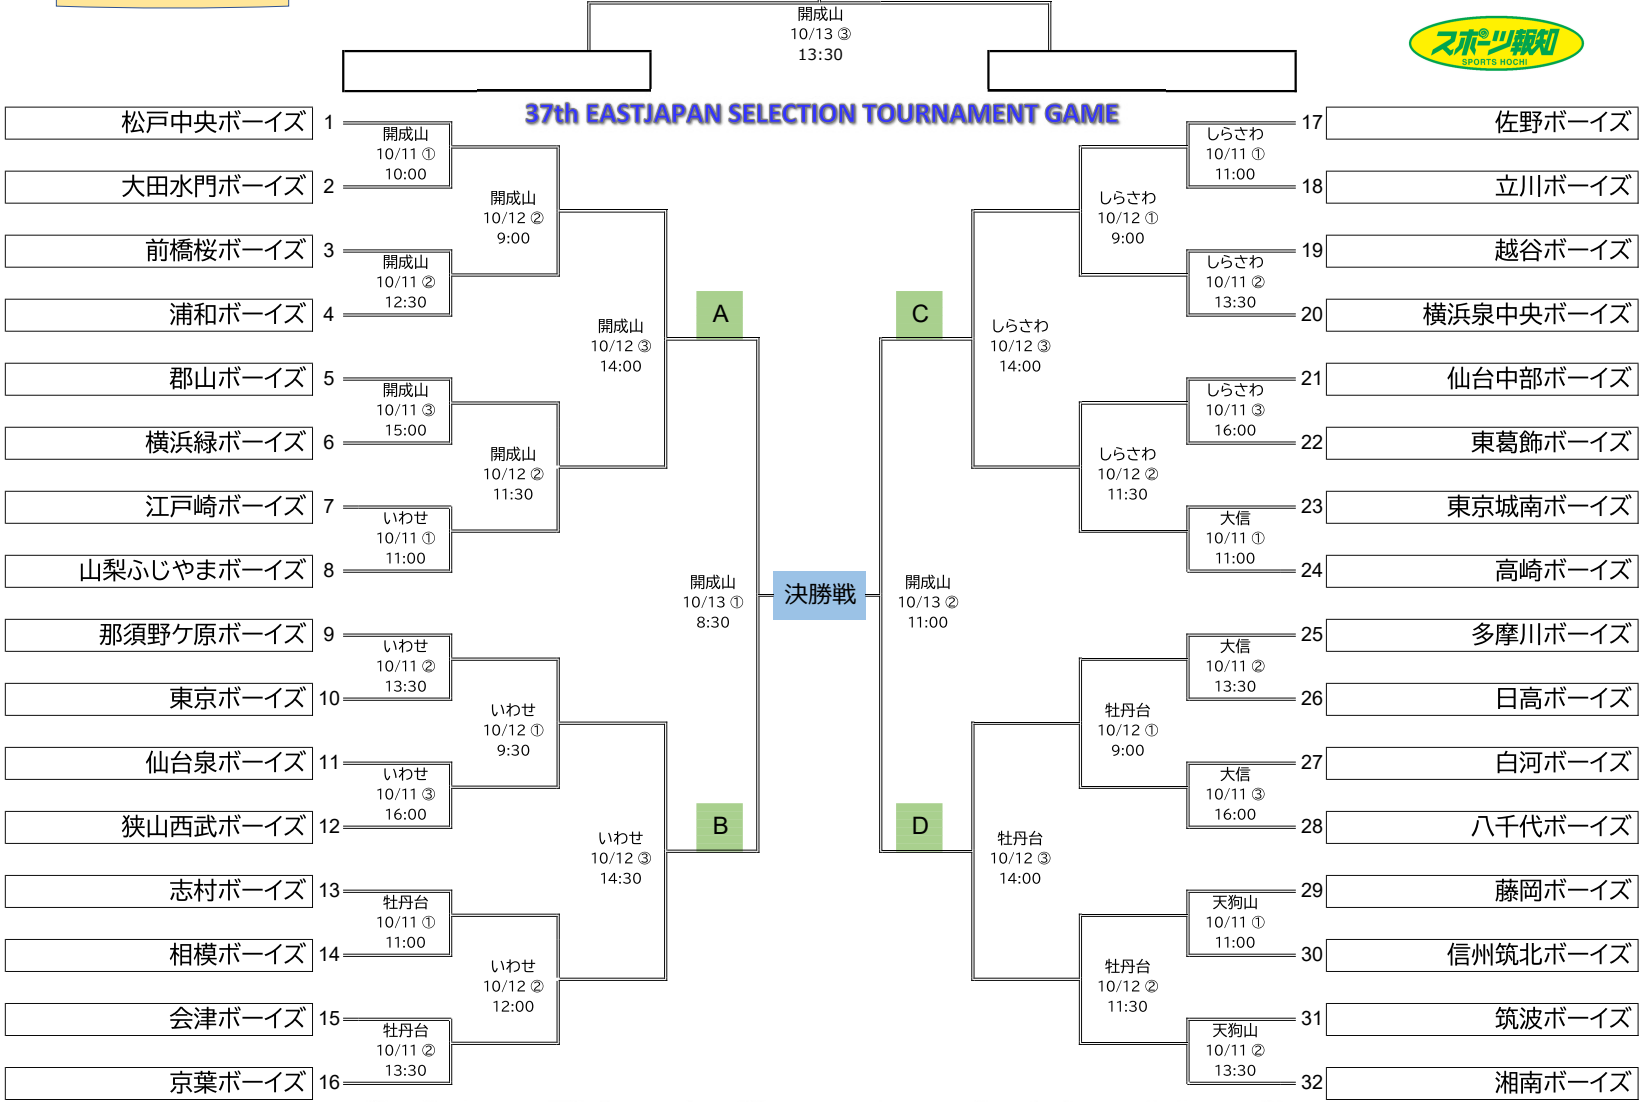 開成山
10/13 ③
13:30
スポーツ報知
SPORTS HOCHI
37th EASTJAPAN SELECTION TOURNAMENT GAME
松戸中央ボーイズ 1
開成山
10/11 ①
10:00
大田水門ボーイズ 2
開成山
10/12 ②
9:00
前橋桜ボーイズ 3
開成山
10/11 ②
12:30
浦和ボーイズ 4
開成山
10/12 ③
14:00
A
郡山ボーイズ 5
開成山
10/11 ③
15:00
横浜緑ボーイズ 6
開成山
10/12 ②
11:30
江戸崎ボーイズ 7
いわせ
10/11 ①
11:00
山梨ふじやまボーイズ 8
開成山
10/13 ①
8:30
決勝戦
那須野ケ原ボーイズ 9
いわせ
10/11 ②
13:30
東京ボーイズ 10
いわせ
10/12 ①
9:30
仙台泉ボーイズ 11
いわせ
10/11 ③
16:00
狭山西武ボーイズ 12
いわせ
10/12 ③
14:30
B
志村ボーイズ 13
牡丹台
10/11 ①
11:00
相模ボーイズ 14
いわせ
10/12 ②
12:00
会津ボーイズ 15
牡丹台
10/11 ②
13:30
京葉ボーイズ 16
17 佐野ボーイズ
しらさわ
10/11 ①
11:00
18 立川ボーイズ
しらさわ
10/12 ①
9:00
19 越谷ボーイズ
しらさわ
10/11 ②
13:30
20 横浜泉中央ボーイズ
C
しらさわ
10/12 ③
14:00
21 仙台中部ボーイズ
しらさわ
10/11 ③
16:00
22 東葛飾ボーイズ
しらさわ
10/12 ②
11:30
23 東京城南ボーイズ
大信
10/11 ①
11:00
24 高崎ボーイズ
開成山
10/13 ②
11:00
25 多摩川ボーイズ
大信
10/11 ②
13:30
26 日高ボーイズ
牡丹台
10/12 ①
9:00
27 白河ボーイズ
大信
10/11 ③
16:00
28 八千代ボーイズ
D
牡丹台
10/12 ③
14:00
29 藤岡ボーイズ
天狗山
10/11 ①
11:00
30 信州筑北ボーイズ
牡丹台
10/12 ②
11:30
31 筑波ボーイズ
天狗山
10/11 ②
13:30
32 湘南ボーイズ